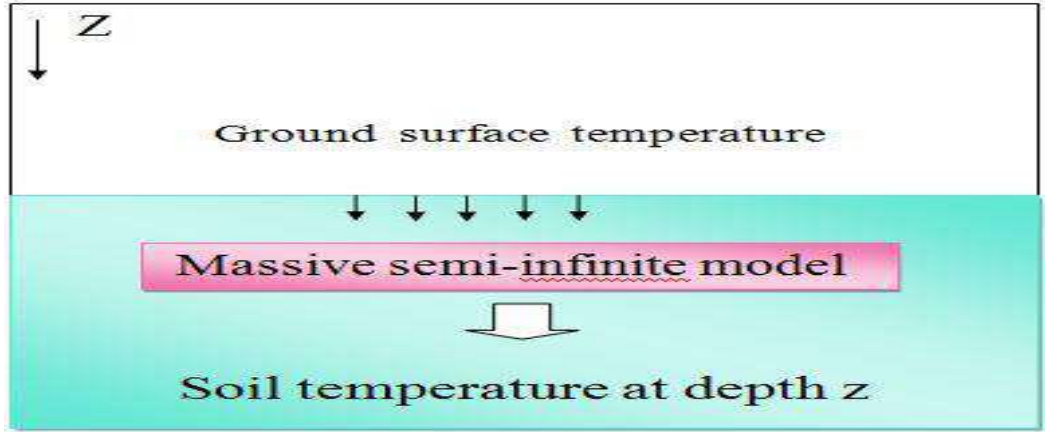 Z
Ground surface temperature
Massive semi-infinite model
Soil temperature at depth z